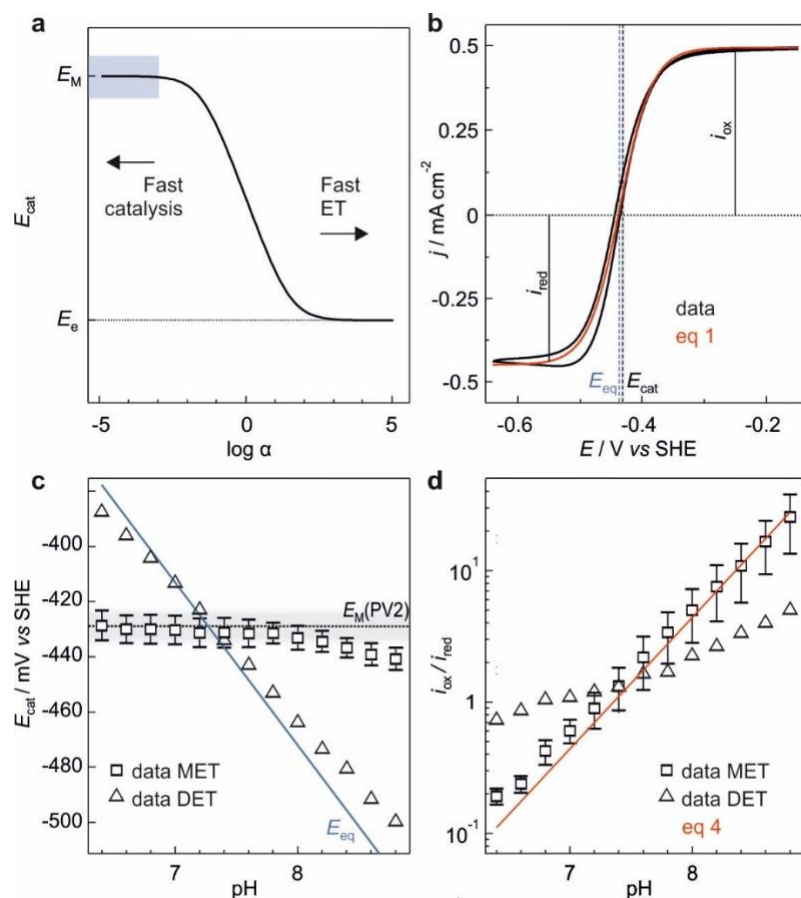 a
E_M
Fast
catalysis
Fast
ET
E_cat
E_e
-5
0
5
log α
b
0.5
0.25
0
-0.25
-0.5
j / mA cm⁻²
i_ox
i_red
data
eq 1
E_eq
E_cat
-0.6
-0.4
-0.2
E / V vs SHE
c
-400
-420
-440
-460
-480
-500
E_cat / mV vs SHE
E_M(PV2)
data MET
data DET
E_eq
7
8
pH
d
10¹
1
10⁻¹
i_ox / i_red
data MET
data DET
eq 4
7
8
pH